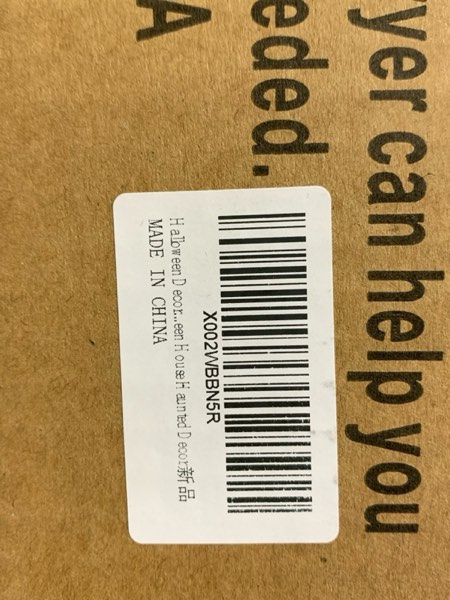 yer can help you
eded.
A
X002WBBN5R
Halloween Decor...een House Haunted Decor新品
MADE IN CHINA